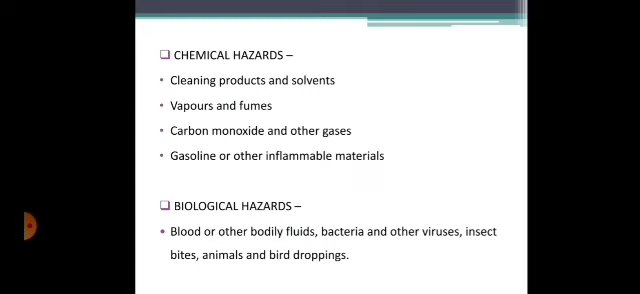 ❑ CHEMICAL HAZARDS –
• Cleaning products and solvents
• Vapours and fumes
• Carbon monoxide and other gases
• Gasoline or other inflammable materials
❑ BIOLOGICAL HAZARDS –
• Blood or other bodily fluids, bacteria and other viruses, insect
bites, animals and bird droppings.